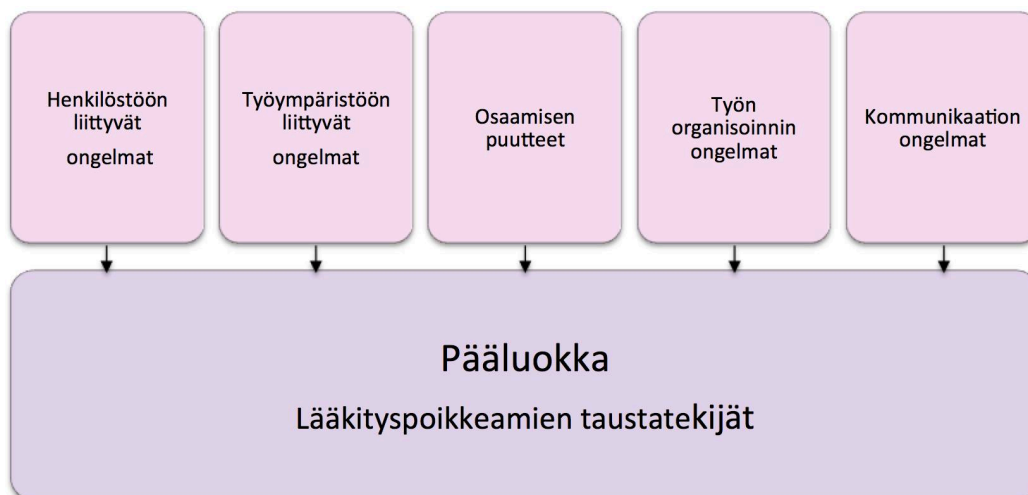 Henkilöstöön
liittyvät
ongelmat
Työympäristöön
liittyvät
ongelmat
Osaamisen
puutteet
Työn
organisoinnin
ongelmat
Kommunikaation
ongelmat
Pääluokka
Lääkityspoikkeamien taustatekijät